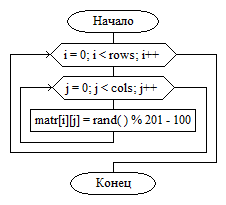 Начало
i = 0; i < rows; i++
j = 0; j < cols; j++
matr[i][j] = rand( ) % 201 - 100
Конец